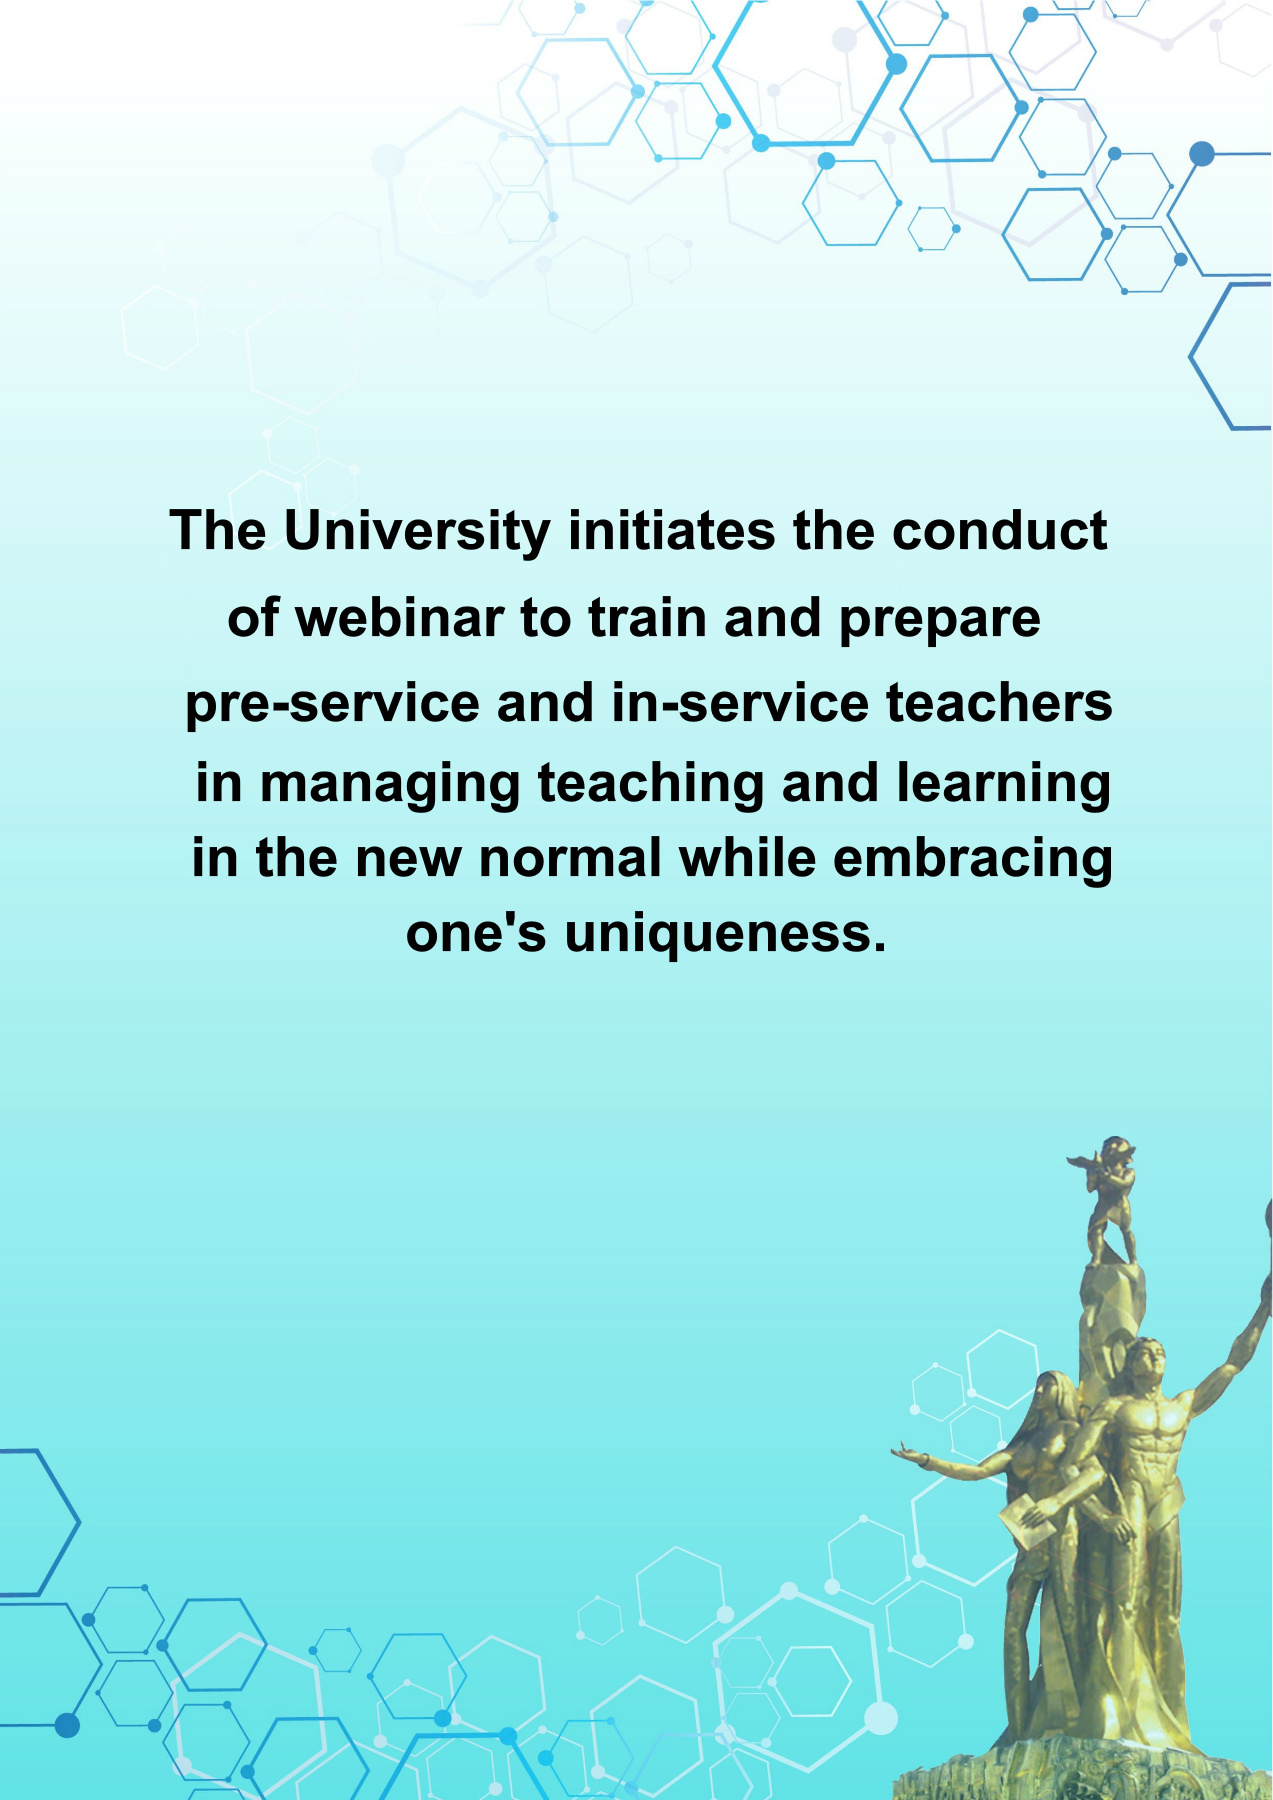 The University initiates the conduct
of webinar to train and prepare
pre-service and in-service teachers
in managing teaching and learning
in the new normal while embracing
one's uniqueness.